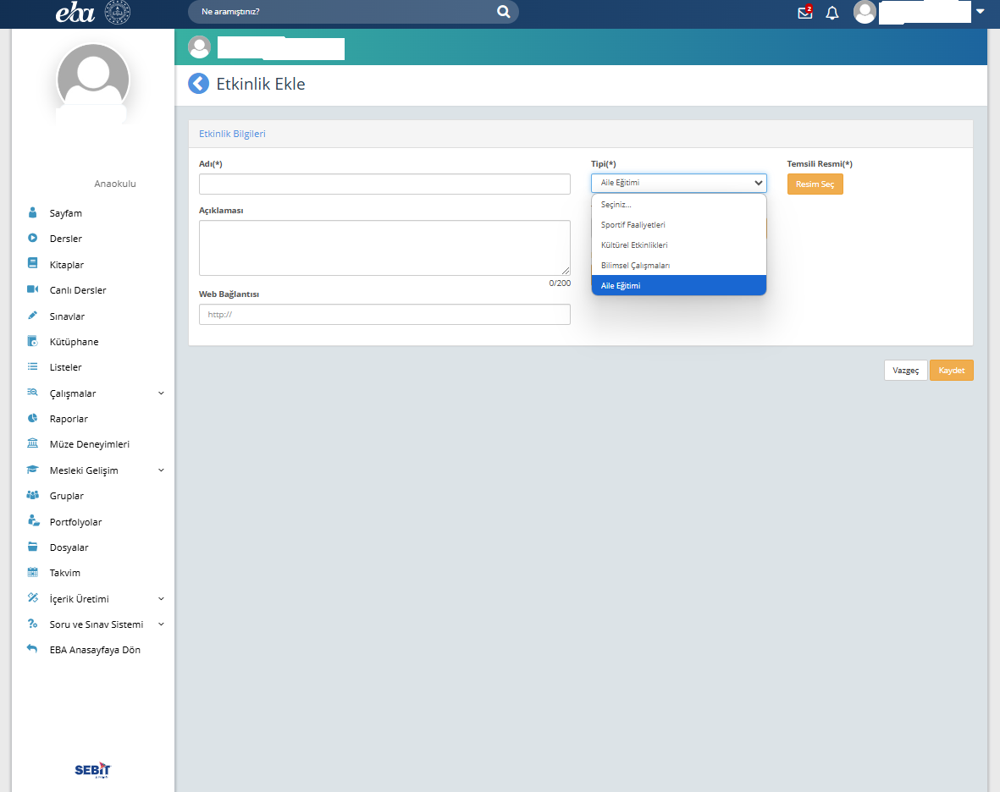 eba
Ne aramıştınız?
2
Etkinlik Ekle
Anaokulu
Sayfam
Dersler
Kitaplar
Canlı Dersler
Sınavlar
Kütüphane
Listeler
Çalışmalar
Raporlar
Müze Deneyimleri
Mesleki Gelişim
Gruplar
Portfolyolar
Dosyalar
Takvim
İçerik Üretimi
Soru ve Sınav Sistemi
EBA Anasayfaya Dön
SEBİT
Etkinlik Bilgileri
Adı(*)
Açıklaması
0/200
Web Bağlantısı
http://
Tipi(*)
Aile Eğitimi
Seçiniz...
Sportif Faaliyetleri
Kültürel Etkinlikleri
Bilimsel Çalışmaları
Aile Eğitimi
Temsili Resmi(*)
Resim Seç
Vazgeç
Kaydet